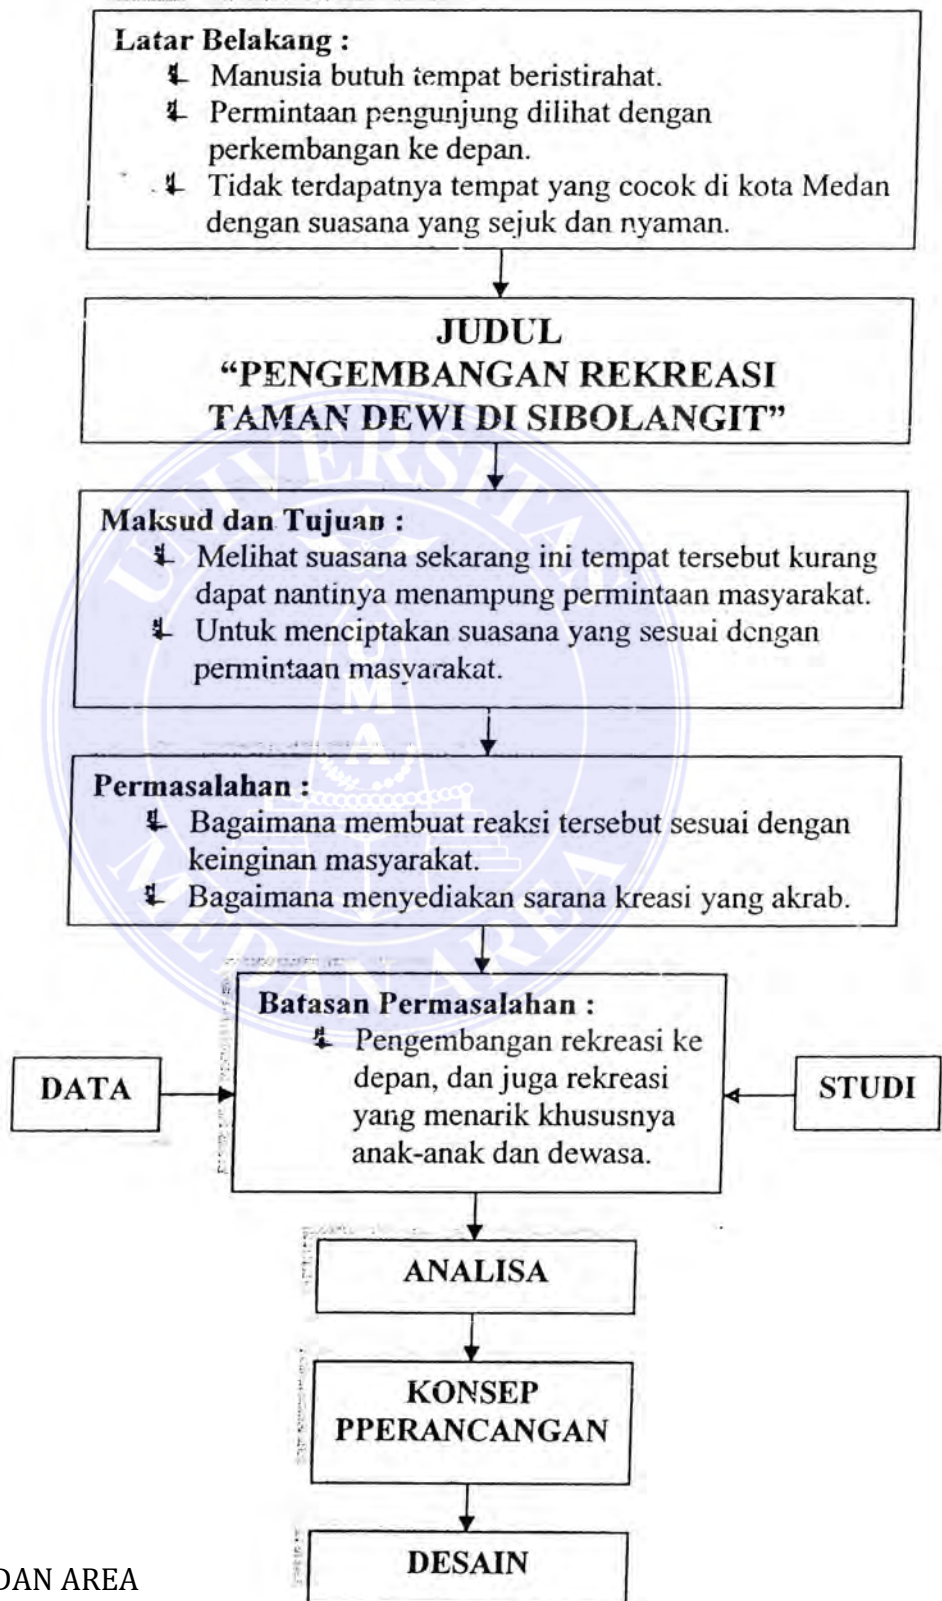 Latar Belakang :
Manusia butuh tempat beristirahat.
Permintaan pengunjung dilihat dengan
perkembangan ke depan.
Tidak terdapatnya tempat yang cocok di kota Medan
dengan suasana yang sejuk dan nyaman.
JUDUL
“PENGEMBANGAN REKREASI
TAMAN DEWI DI SIBOLANGIT”
Maksud dan Tujuan :
Melihat suasana sekarang ini tempat tersebut kurang
dapat nantinya menampung permintaan masyarakat.
Untuk menciptakan suasana yang sesuai dengan
permintaan masyarakat.
Permasalahan :
Bagaimana membuat reaksi tersebut sesuai dengan
keinginan masyarakat.
Bagaimana menyediakan sarana kreasi yang akrab.
Batasan Permasalahan :
Pengembangan rekreasi ke
depan, dan juga rekreasi
yang menarik khususnya
anak-anak dan dewasa.
DATA
STUDI
ANALISA
KONSEP
PPERANCANGAN
DESAIN
UNIVERSITAS
UMA
MEDAN AREA
DAN AREA